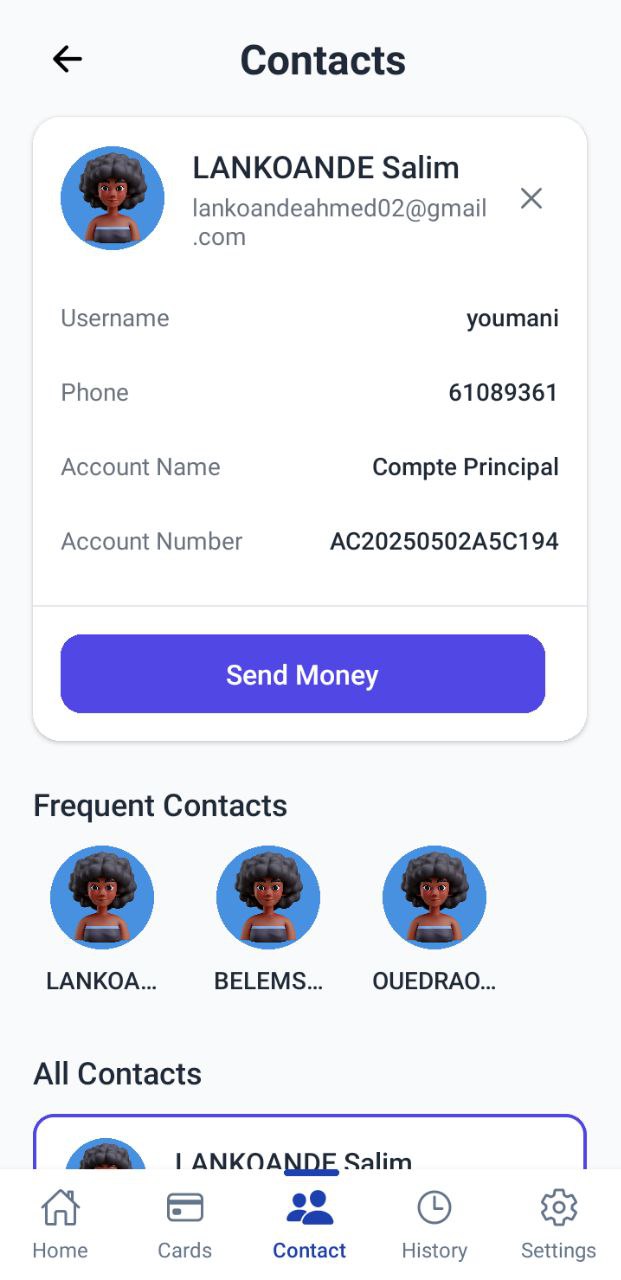 Contacts
LANKOANDE Salim
lankoandeahmed02@gmail
.com
Username youmani
Phone 61089361
Account Name Compte Principal
Account Number AC20250502A5C194
Send Money
Frequent Contacts
LANKOA... BELEMS... OUEDRAO...
All Contacts
LANKOANDE Salim
Home Cards Contact History Settings